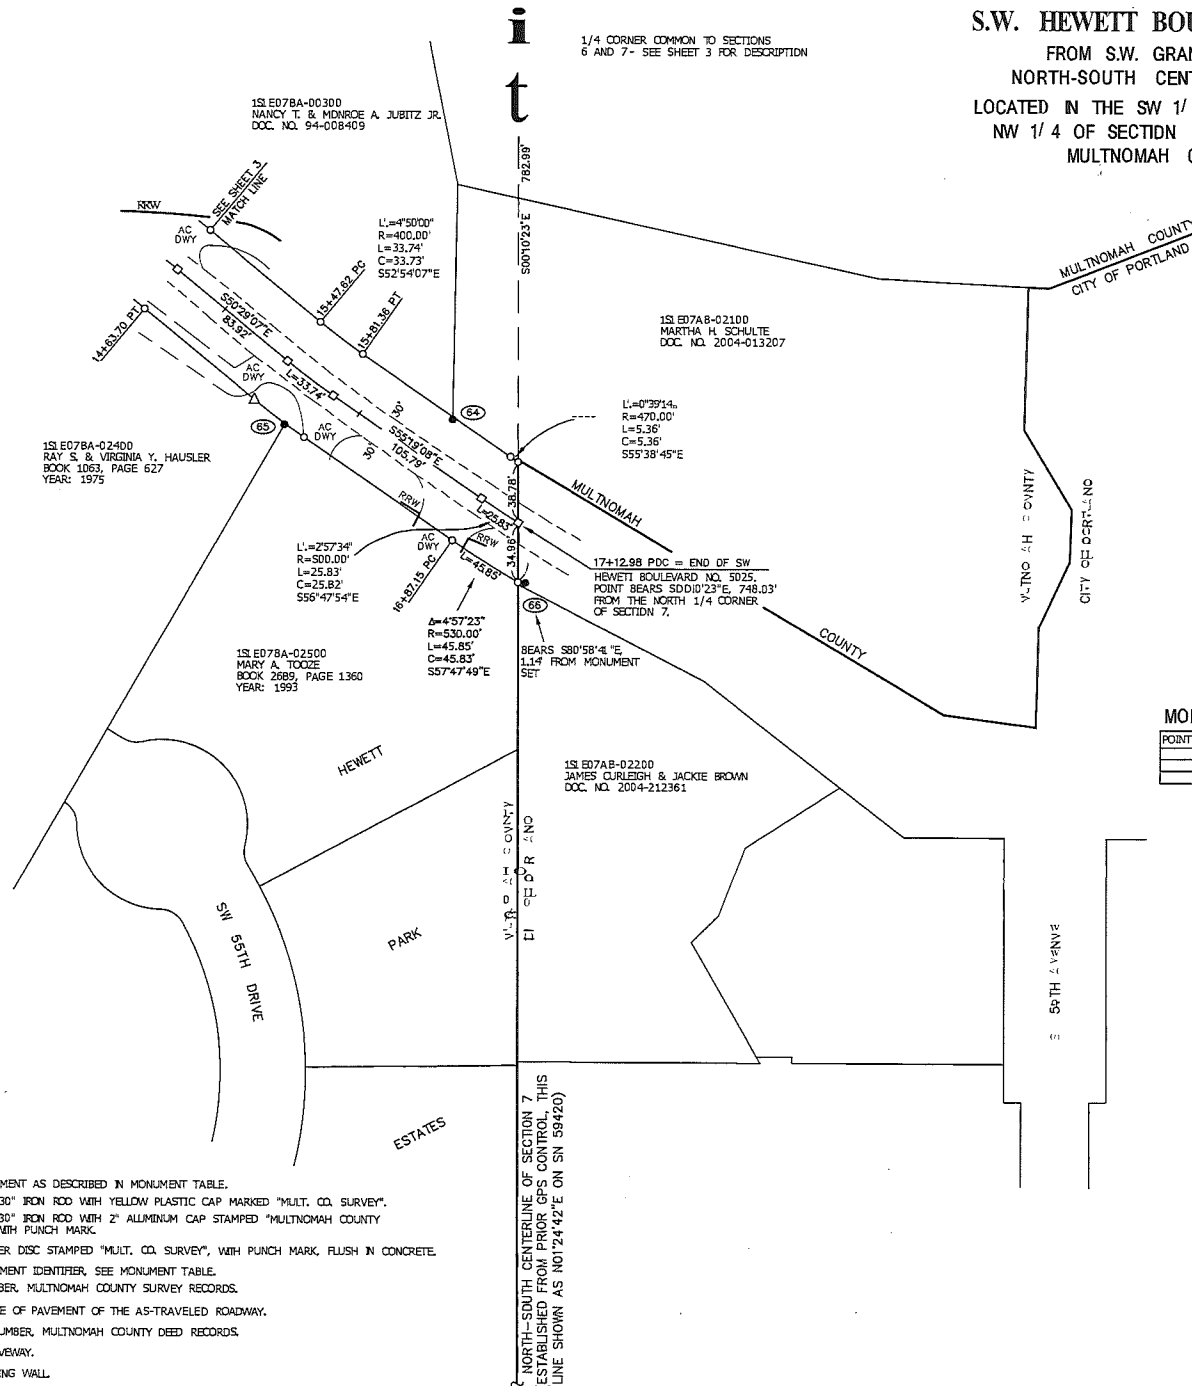 i
t
1/4 CORNER COMMON TO SECTIONS
6 AND 7- SEE SHEET 3 FOR DESCRIPTION
S.W. HEWETT BOU
FROM S.W. GRAN
NORTH-SOUTH CENT
LOCATED IN THE SW 1/
NW 1/4 OF SECTION
MULTNOMAH C
1S1E07BA-00300
NANCY T. & MONROE A. JUBITZ JR.
DOC. NO. 94-008409
782.99'
S00°10'23"E
SEE SHEET 3
MATCH LINE
RRW
AC
DWY
L'.=4°50'00"
R=400.00'
L=33.74'
C=33.73'
S52°54'07"E
15+47.62 PC
15+81.36 PT
14+63.70 PT
S50°29'07"E
83.92'
L=33.74'
AC
DWY
MULTNOMAH COUNTY
CITY OF PORTLAND
1S1E07AB-02100
MARTHA H. SCHULTE
DOC. NO. 2004-013207
L'.=0°39'14"
R=470.00'
L=5.36'
C=5.36'
S55°38'45"E
64
65
AC
DWY
30'
S55°19'08"E
105.79'
30'
1S1E07BA-02400
RAY S. & VIRGINIA Y. HAUSLER
BOOK 1063, PAGE 627
YEAR: 1975
RRW
L=25.83'
38.78'
34.96'
MULTNOMAH
COUNTY
L'.=2°57'34"
R=500.00'
L=25.83'
C=25.82'
S56°47'54"E
AC
DWY
RRW
L=45.85'
16+87.15 PC
17+12.98 POC = END OF SW
HEWETT BOULEVARD NO. 5025.
POINT BEARS S00°10'23"E, 748.03'
FROM THE NORTH 1/4 CORNER
OF SECTION 7.
66
Δ=4°57'23"
R=530.00'
L=45.85'
C=45.83'
S57°47'49"E
BEARS S80°58'41"E,
1.14' FROM MONUMENT
SET
1S1E07BA-02500
MARY A. TOOZE
BOOK 2689, PAGE 1360
YEAR: 1993
1S1E07AB-02200
JAMES CURLEIGH & JACKIE BROWN
DOC. NO. 2004-212361
MO
POINT
HEWETT
PARK
ESTATES
SW 55TH DRIVE
NORTH-SOUTH CENTERLINE OF SECTION 7
(ESTABLISHED FROM PRIOR GPS CONTROL, THIS
LINE SHOWN AS N01°24'42"E ON SN 59420)
MENT AS DESCRIBED IN MONUMENT TABLE.
30" IRON ROD WITH YELLOW PLASTIC CAP MARKED "MULT. CO. SURVEY".
30" IRON ROD WITH 2" ALUMINUM CAP STAMPED "MULTNOMAH COUNTY
WITH PUNCH MARK.
ER DISC STAMPED "MULT. CO. SURVEY", WITH PUNCH MARK, FLUSH IN CONCRETE.
MENT IDENTIFIER, SEE MONUMENT TABLE.
BER, MULTNOMAH COUNTY SURVEY RECORDS.
E OF PAVEMENT OF THE AS-TRAVELED ROADWAY.
UMBER, MULTNOMAH COUNTY DEED RECORDS.
VEWAY.
NG WALL